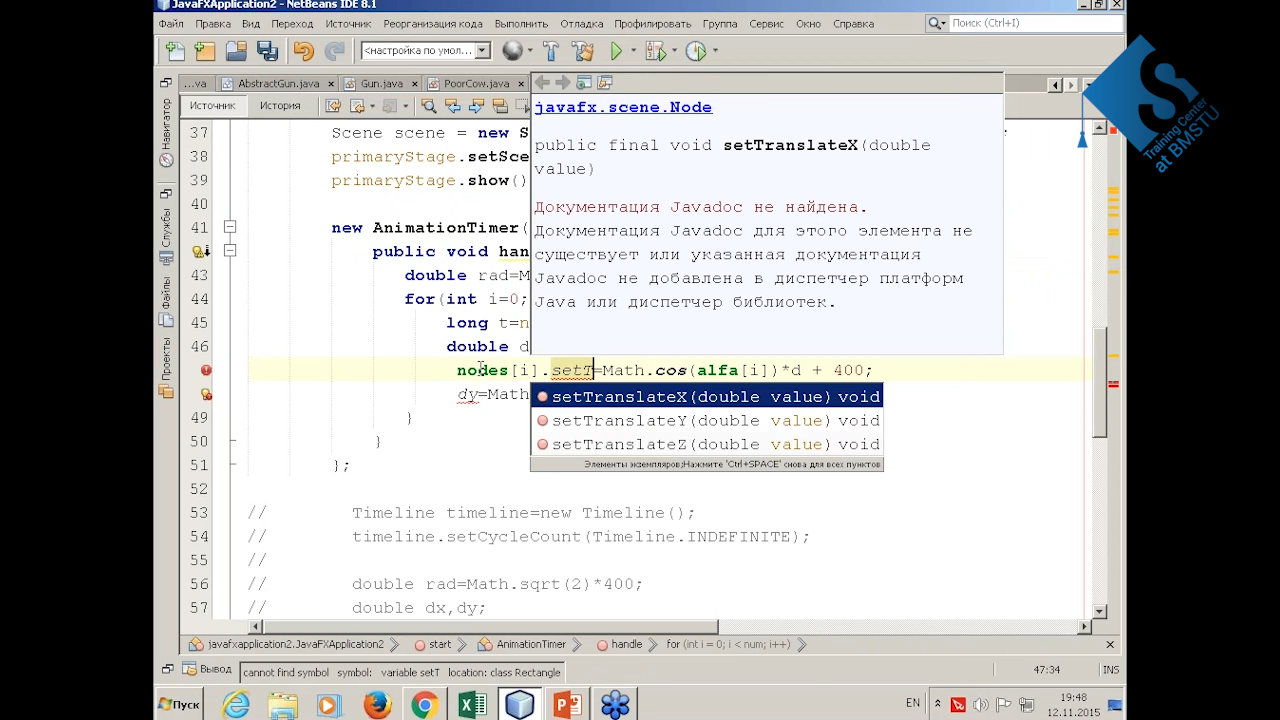 JavaFXApplication2 - NetBeans IDE 8.1
Файл Правка Вид Переход Источник Реорганизация кода Выполнить Отладка Профилировать Группа Сервис Окно Справка
Поиск (Ctrl+I)
<настройка по умол...
...va AbstractGun.java Gun.java PoorCow.java
Источник История
Навигатор
Службы
Файлы
Проекты
javafx.scene.Node
public final void setTranslateX(double
value)
Документация Javadoc не найдена.
Документация Javadoc для этого элемента не
существует или указанная документация
Javadoc не добавлена в диспетчер платформ
Java или диспетчер библиотек.
37 Scene scene = new S
38 primaryStage.setSce
39 primaryStage.show()
40
41 new AnimationTimer(
public void han
43 double rad=M
44 for(int i=0;
45 long t=n
46 double d
nodes[i].setT=Math.cos(alfa[i])*d + 400;
dy=Math
setTranslateX(double value) void
setTranslateY(double value) void
setTranslateZ(double value) void
Элементы экземпляров;Нажмите 'Ctrl+SPACE' снова для всех пунктов
49 }
50 }
51 };
52
53 // Timeline timeline=new Timeline();
54 // timeline.setCycleCount(Timeline.INDEFINITE);
55 //
56 // double rad=Math.sqrt(2)*400;
57 // double dx,dy;
javafxapplication2.JavaFXApplication2 start AnimationTimer handle for (int i = 0; i < num; i++)
Вывод cannot find symbol symbol: variable setT location: class Rectangle 47:34 INS
Пуск EN 19:48
12.11.2015
Training Center
at BMSTU